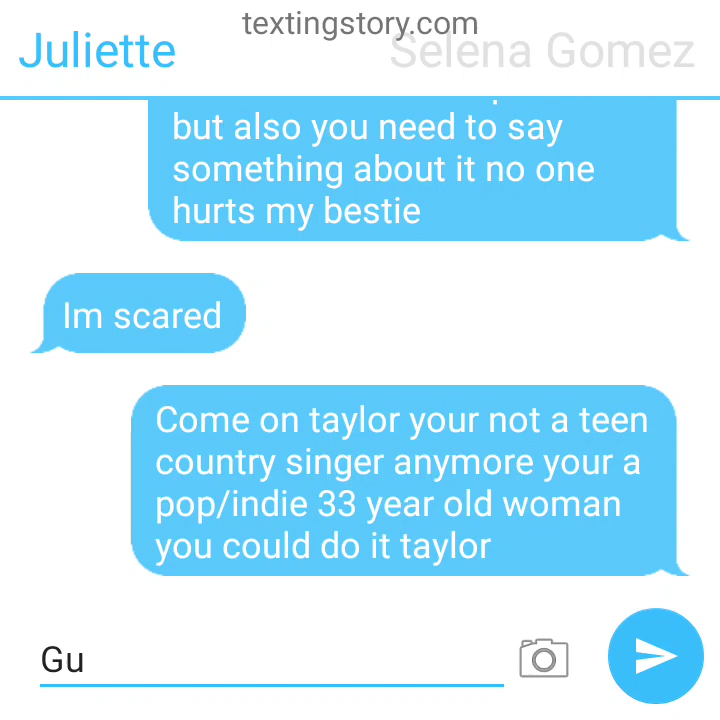 textingstory.com
Juliette
Selena Gomez
but also you need to say
something about it no one
hurts my bestie
Im scared
Come on taylor your not a teen
country singer anymore your a
pop/indie 33 year old woman
you could do it taylor
Gu